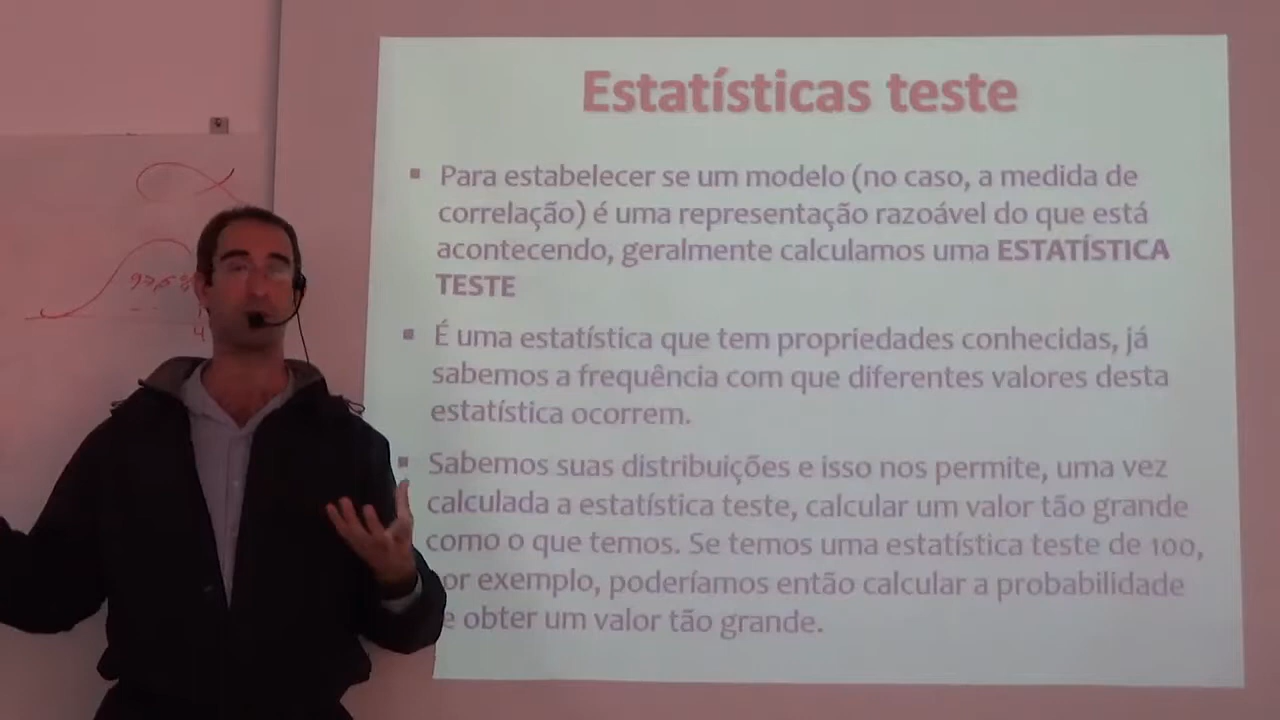 Estatísticas teste
Para estabelecer se um modelo (no caso, a medida de
correlação) é uma representação razoável do que está
acontecendo, geralmente calculamos uma ESTATÍSTICA
TESTE
É uma estatística que tem propriedades conhecidas, já
sabemos a frequência com que diferentes valores desta
estatística ocorrem.
Sabemos suas distribuições e isso nos permite, uma vez
calculada a estatística teste, calcular um valor tão grande
como o que temos. Se temos uma estatística teste de 100,
or exemplo, poderíamos então calcular a probabilidade
e obter um valor tão grande.